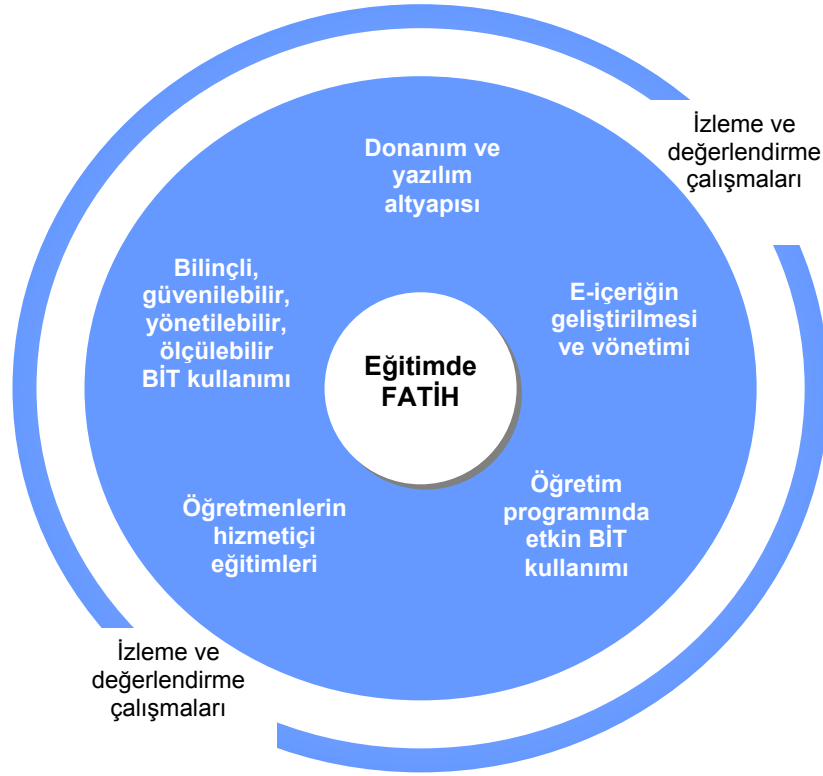 İzleme ve
değerlendirme
çalışmaları
Donanım ve
yazılım
altyapısı
Bilinçli,
güvenilebilir,
yönetilebilir,
ölçülebilir
BİT kullanımı
E-içeriğin
geliştirilmesi
ve vönetimi
Eğitimde
FATİH
Öğretmenlerin
hizmetiçi
eğitimleri
Öğretim
programında
etkin BİT
kullanımı
İzleme ve
değerlendirme
çalışmaları